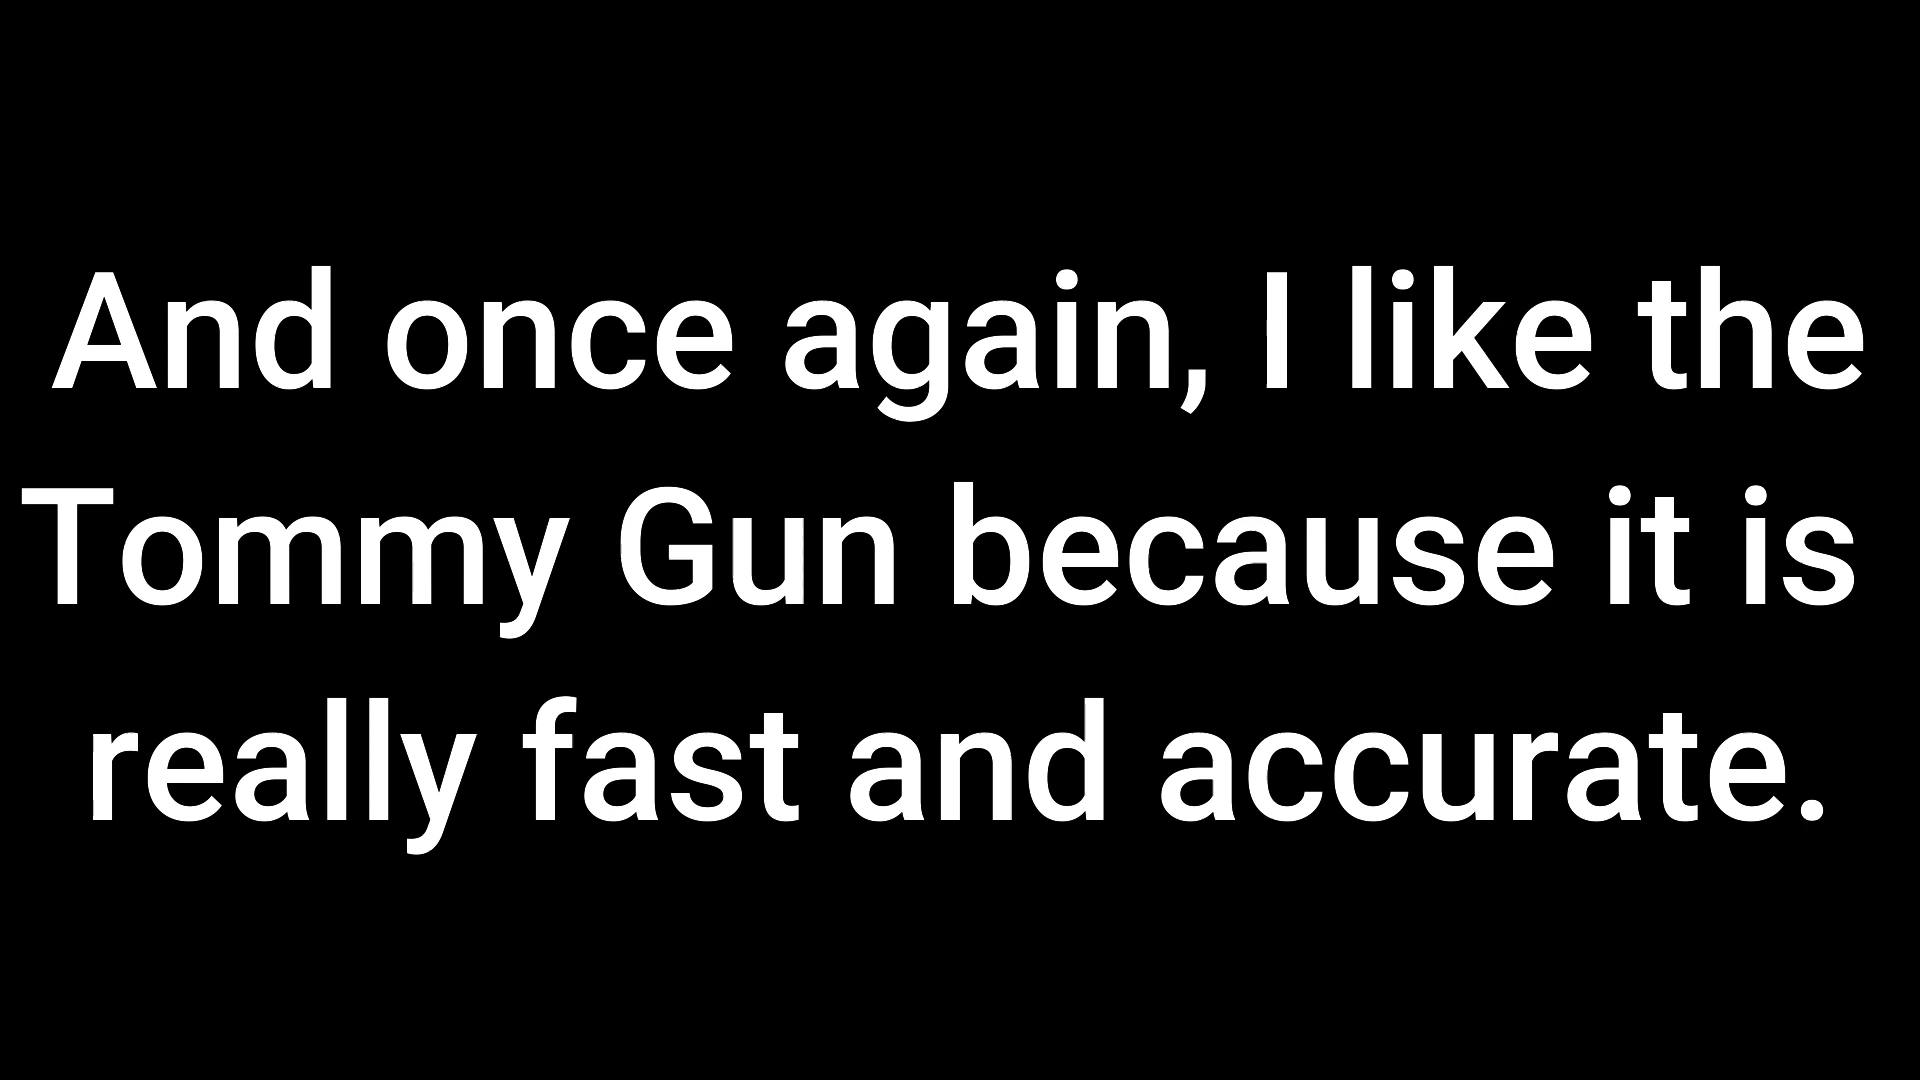 And once again, I like the
Tommy Gun because it is
really fast and accurate.